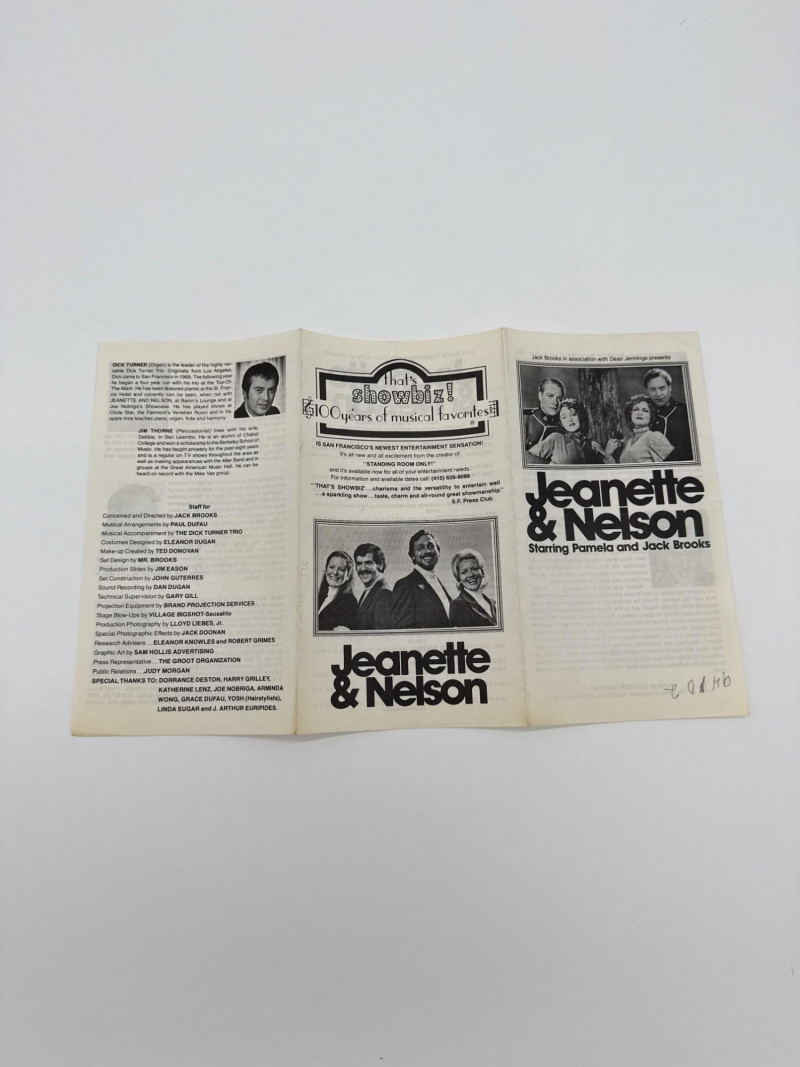 DICK TURNER (Organ) is the leader of the highly ver-
satile Dick Turner Trio. Originally from Los Angeles,
Dick came to San Francisco in 1968. The following year
he began a four year run with his trio at the Top-Of-
The-Mark. He has been featured pianist at the St. Fran-
cis Hotel and currently can be seen, when not with
JEANETTE AND NELSON, at Baron's Lounge and at
Joe Nobriga's Showcase. He has played shows at
Circle Star, the Fairmont's Venetian Room and in his
spare time teaches piano, organ, flute and harmony.
JIM THORNE (Percussionist) lives with his wife,
Debbie, in San Leandro. He is an alumni of Chabot
College and won a scholarship to the Berkeley School of
Music. He has taught privately for the past eight years
and is a regular on TV shows throughout the area as
well as making appearances with the Aller Band and in
groups at the Great American Music Hall. He can be
heard on record with the Mike Vax group.
Staff for
Conceived and Directed by JACK BROOKS
Musical Arrangements by PAUL DUFAU
Musical Accompaniment by THE DICK TURNER TRIO
Costumes Designed by ELEANOR DUGAN
Make-up Created by TED DONOVAN
Set Design by MR. BROOKS
Production Slides by JIM EASON
Set Construction by JOHN GUTERRES
Sound Recording by DAN DUGAN
Technical Supervision by GARY GILL
Projection Equipment by BRAND PROJECTION SERVICES
Stage Blow-Ups by VILLAGE BIGSHOT-Sausalito
Production Photography by LLOYD LIEBES, Jr.
Special Photographic Effects by JACK DOONAN
Research Advisers...ELEANOR KNOWLES and ROBERT GRIMES
Graphic Art by SAM HOLLIS ADVERTISING
Press Representative...THE GROOT ORGANIZATION
Public Relations...JUDY MORGAN
SPECIAL THANKS TO: DORRANCE DESTON, HARRY GRILLEY,
KATHERINE LENZ, JOE NOBRIGA, ARMINDA
WONG, GRACE DUFAU, YOSH (Hairstylists),
LINDA SUGAR and J. ARTHUR EURIPIDES.
that's
showbiz!
100 years of musical favorites
®
IS SAN FRANCISCO'S NEWEST ENTERTAINMENT SENSATION!
It's all new and all excitement from the creator of
"STANDING ROOM ONLY!"
and it's available now for all of your entertainment needs.
For information and available dates call: (415) 626-8089
"'THAT'S SHOWBIZ'...charisma and the versatility to entertain well
...a sparkling show...taste, charm and all-round great showmanship."
S.F. Press Club
Jeanette
& Nelson
Jack Brooks in association with Dean Jennings presents
Jeanette
& Nelson
Starring Pamela and Jack Brooks